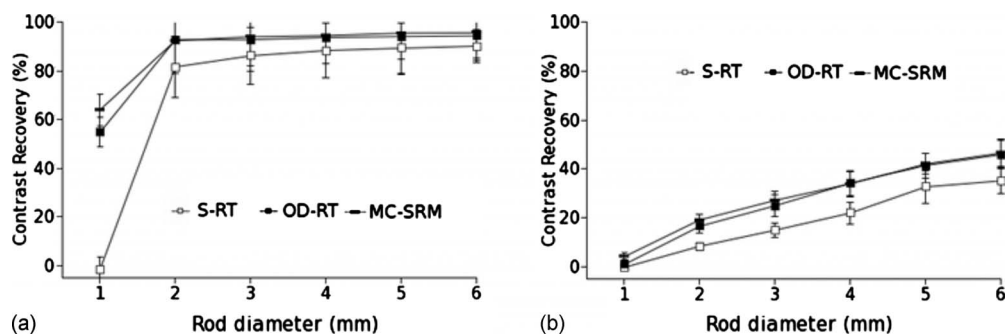 100
80
60
40
20
0
Contrast Recovery (%)
S-RT OD-RT MC-SRM
1 2 3 4 5 6
Rod diameter (mm)
(a)
100
80
60
40
20
0
Contrast Recovery (%)
S-RT OD-RT MC-SRM
1 2 3 4 5 6
Rod diameter (mm)
(b)